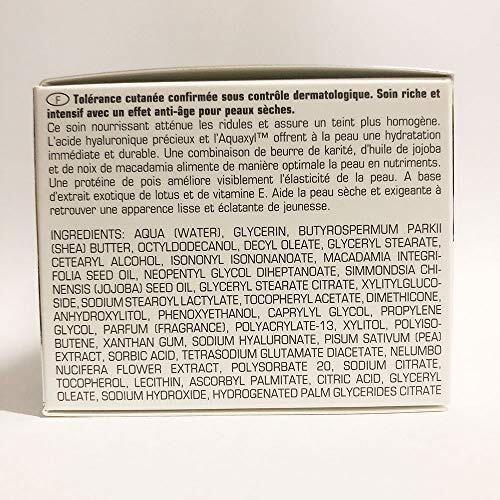 F Tolérance cutanée confirmée sous contrôle dermatologique. Soin riche et
intensif avec un effet anti-âge pour peaux sèches.
Ce soin nourrissant atténue les ridules et assure un teint plus homogène.
L'acide hyaluronique précieux et l'Aquaxyl™ offrent à la peau une hydratation
immédiate et durable. Une combinaison de beurre de karité, d'huile de jojoba
et de noix de macadamia alimente de manière optimale la peau en nutriments.
Une protéine de pois améliore visiblement l'élasticité de la peau. A base
d'extrait exotique de lotus et de vitamine E. Aide la peau sèche et exigeante à
retrouver une apparence lisse et éclatante de jeunesse.
INGREDIENTS: AQUA (WATER), GLYCERIN, BUTYROSPERMUM PARKII
(SHEA) BUTTER, OCTYLDODECANOL, DECYL OLEATE, GLYCERYL STEARATE,
CETEARYL ALCOHOL, ISONONYL ISONONANOATE, MACADAMIA INTEGRI-
FOLIA SEED OIL, NEOPENTYL GLYCOL DIHEPTANOATE, SIMMONDSIA CHI-
NENSIS (JOJOBA) SEED OIL, GLYCERYL STEARATE CITRATE, XYLITYLGLUCO-
SIDE, SODIUM STEAROYL LACTYLATE, TOCOPHERYL ACETATE, DIMETHICONE,
ANHYDROXYLITOL, PHENOXYETHANOL, CAPRYLYL GLYCOL, PROPYLENE
GLYCOL, PARFUM (FRAGRANCE), POLYACRYLATE-13, XYLITOL, POLYISO-
BUTENE, XANTHAN GUM, SODIUM HYALURONATE, PISUM SATIVUM (PEA)
EXTRACT, SORBIC ACID, TETRASODIUM GLUTAMATE DIACETATE, NELUMBO
NUCIFERA FLOWER EXTRACT, POLYSORBATE 20, SODIUM CITRATE,
TOCOPHEROL, LECITHIN, ASCORBYL PALMITATE, CITRIC ACID, GLYCERYL
OLEATE, SODIUM HYDROXIDE, HYDROGENATED PALM GLYCERIDES CITRATE